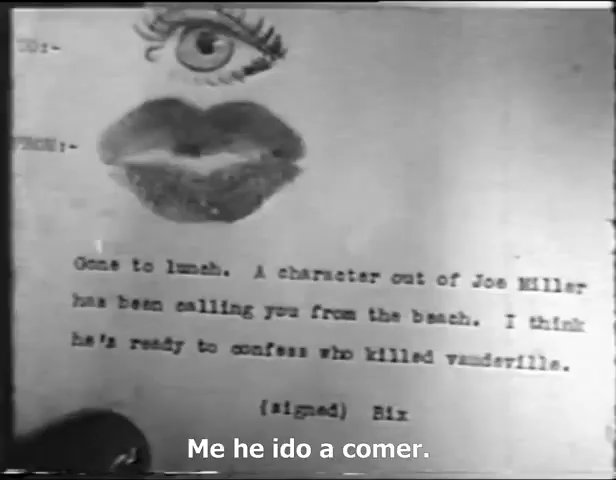 TO:-
FROM:-
Gone to lunch. A character out of Joe Miller
has been calling you from the beach. I think
he's ready to confess who killed vaudeville.
(signed) Bix
Me he ido a comer.